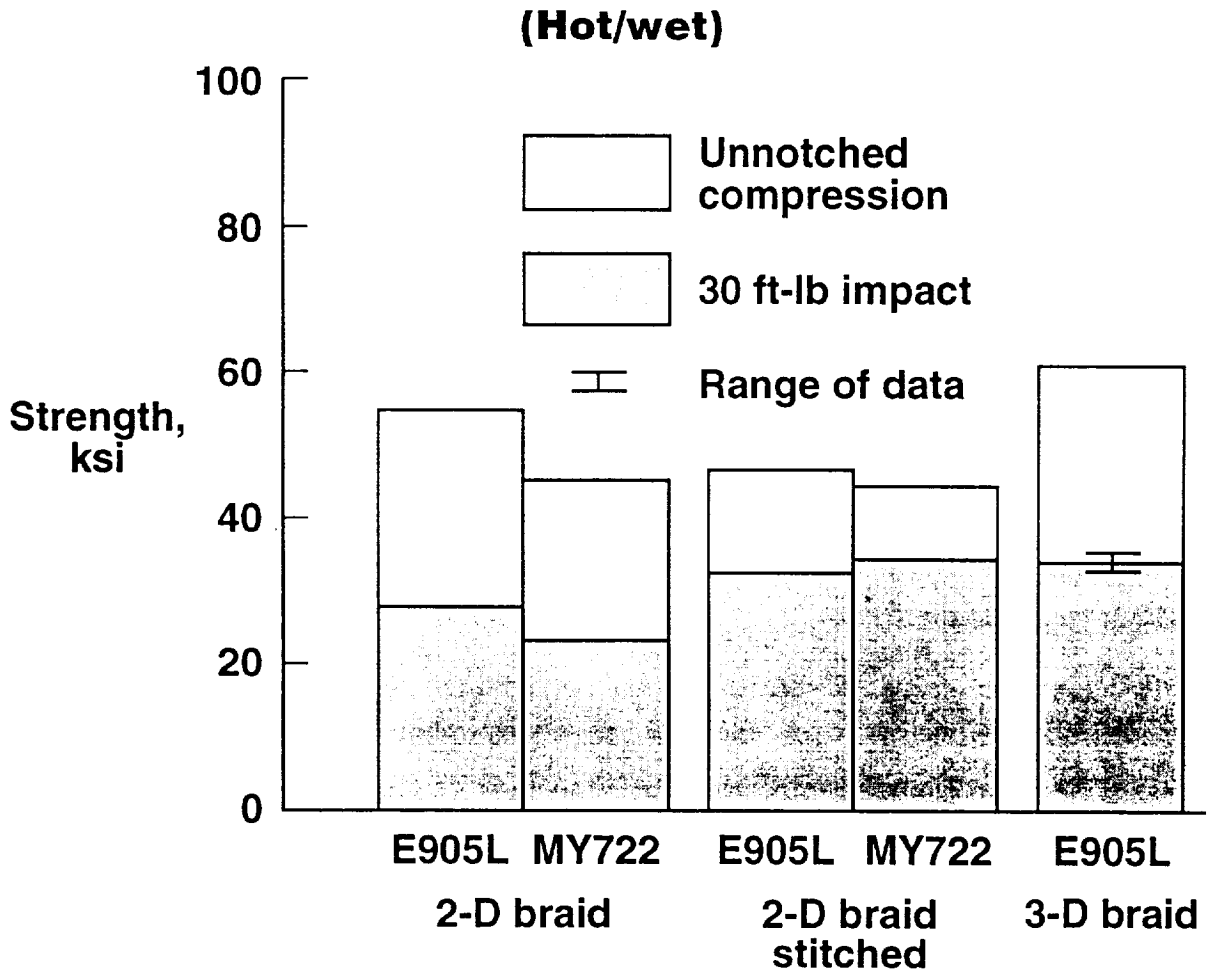 (Hot/wet)
100
80
60
40
20
0
Strength,
ksi
Unnotched
compression
30 ft-lb impact
Range of data
E905L MY722 E905L MY722 E905L
2-D braid 2-D braid 3-D braid
stitched